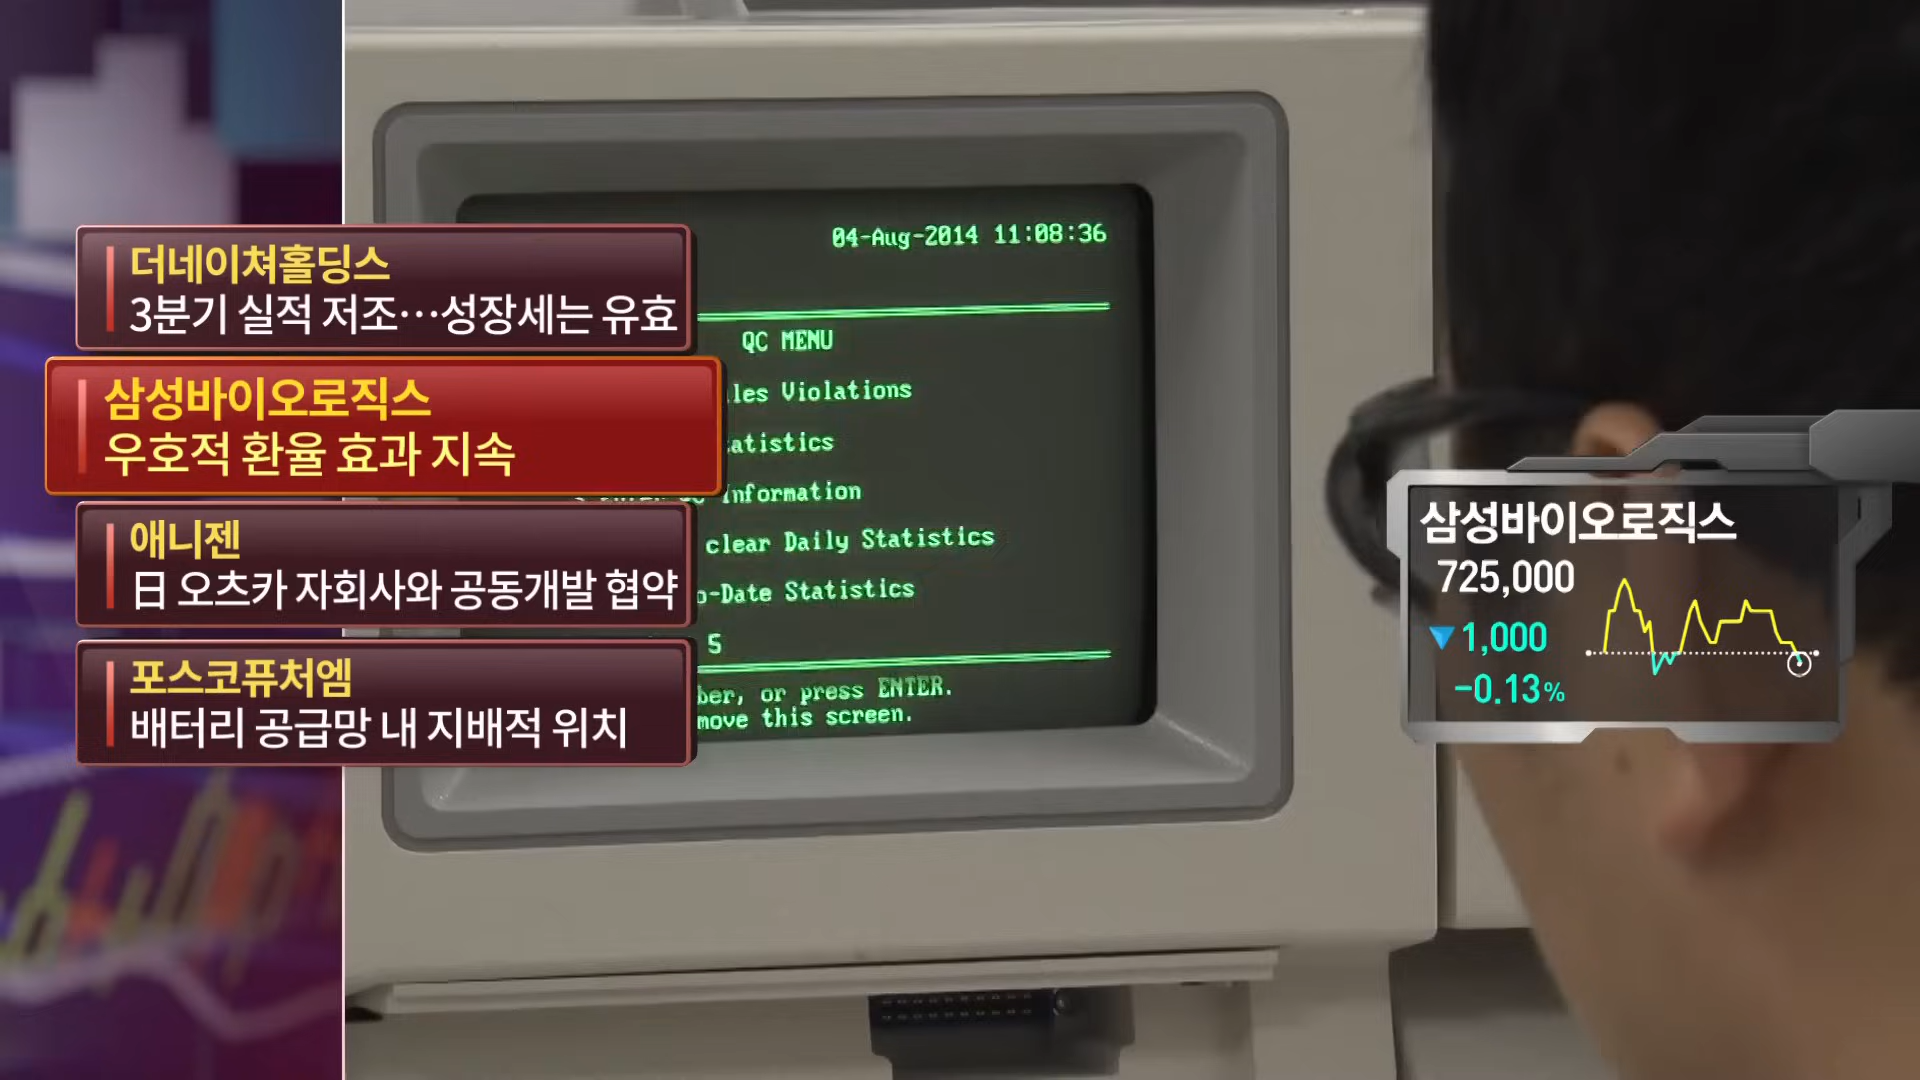 더네이쳐홀딩스
3분기 실적 저조…성장세는 유효
삼성바이오로직스
우호적 환율 효과 지속
애니젠
日 오츠카 자회사와 공동개발 협약
포스코퓨처엠
배터리 공급망 내 지배적 위치
04-Aug-2014 11:08:36
QC MENU
les Violations
atistics
Information
clear Daily Statistics
o-Date Statistics
5
ber, or press ENTER.
move this screen.
삼성바이오로직스
725,000
▼1,000
-0.13%